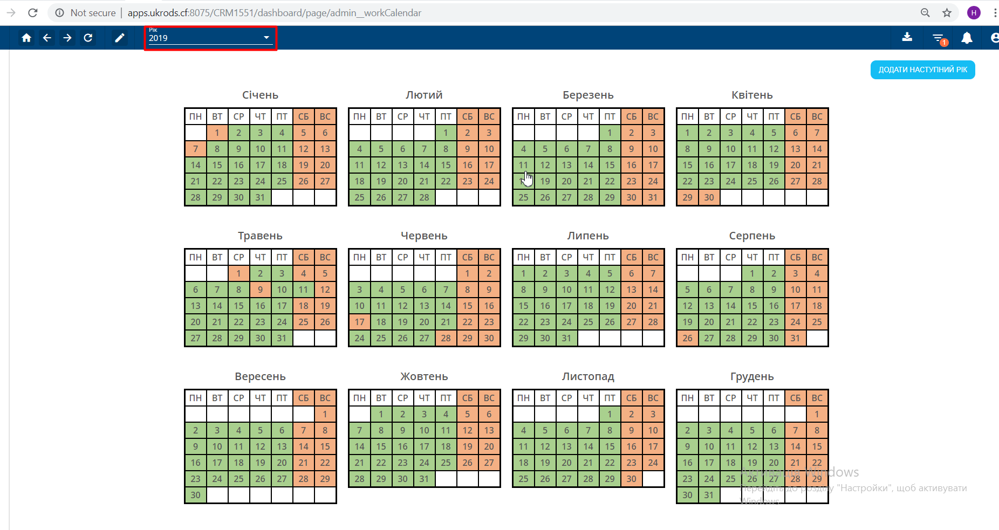 Not secure | apps.ukrods.cf:8075/CRM1551/dashboard/page/admin__workCalendar
H
Рік
2019
1
ДОДАТИ НАСТУПНИЙ РІК
Січень
ПН ВТ СР ЧТ ПТ СБ ВС
1 2 3 4 5 6
7 8 9 10 11 12 13
14 15 16 17 18 19 20
21 22 23 24 25 26 27
28 29 30 31
Лютий
ПН ВТ СР ЧТ ПТ СБ ВС
1 2 3
4 5 6 7 8 9 10
11 12 13 14 15 16 17
18 19 20 21 22 23 24
25 26 27 28
Березень
ПН ВТ СР ЧТ ПТ СБ ВС
1 2 3
4 5 6 7 8 9 10
11 12 13 14 15 16 17
19 20 21 22 23 24
25 26 27 28 29 30 31
Квітень
ПН ВТ СР ЧТ ПТ СБ ВС
1 2 3 4 5 6 7
8 9 10 11 12 13 14
15 16 17 18 19 20 21
22 23 24 25 26 27 28
29 30
Травень
ПН ВТ СР ЧТ ПТ СБ ВС
1 2 3 4 5
6 7 8 9 10 11 12
13 14 15 16 17 18 19
20 21 22 23 24 25 26
27 28 29 30 31
Червень
ПН ВТ СР ЧТ ПТ СБ ВС
1 2
3 4 5 6 7 8 9
10 11 12 13 14 15 16
17 18 19 20 21 22 23
24 25 26 27 28 29 30
Липень
ПН ВТ СР ЧТ ПТ СБ ВС
1 2 3 4 5 6 7
8 9 10 11 12 13 14
15 16 17 18 19 20 21
22 23 24 25 26 27 28
29 30 31
Серпень
ПН ВТ СР ЧТ ПТ СБ ВС
1 2 3 4
5 6 7 8 9 10 11
12 13 14 15 16 17 18
19 20 21 22 23 24 25
26 27 28 29 30 31
Вересень
ПН ВТ СР ЧТ ПТ СБ ВС
1
2 3 4 5 6 7 8
9 10 11 12 13 14 15
16 17 18 19 20 21 22
23 24 25 26 27 28 29
30
Жовтень
ПН ВТ СР ЧТ ПТ СБ ВС
1 2 3 4 5 6
7 8 9 10 11 12 13
14 15 16 17 18 19 20
21 22 23 24 25 26 27
28 29 30 31
Листопад
ПН ВТ СР ЧТ ПТ СБ ВС
1 2 3
4 5 6 7 8 9 10
11 12 13 14 15 16 17
18 19 20 21 22 23 24
25 26 27 28 29 30
Грудень
ПН ВТ СР ЧТ ПТ СБ ВС
1
2 3 4 5 6 7 8
9 10 11 12 13 14 15
16 17 18 19 20 21 22
23 24 25 26 27 28 29
30 31
Активація Windows
Перейдіть до розділу "Настройки", щоб активувати
Windows.